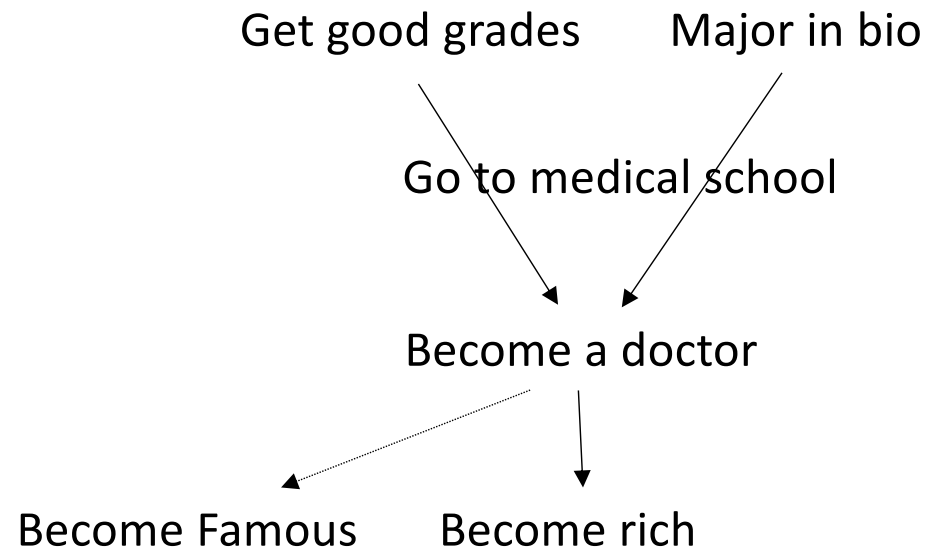 Get good grades Major in bio
Go to medical school
Become a doctor
Become Famous Become rich